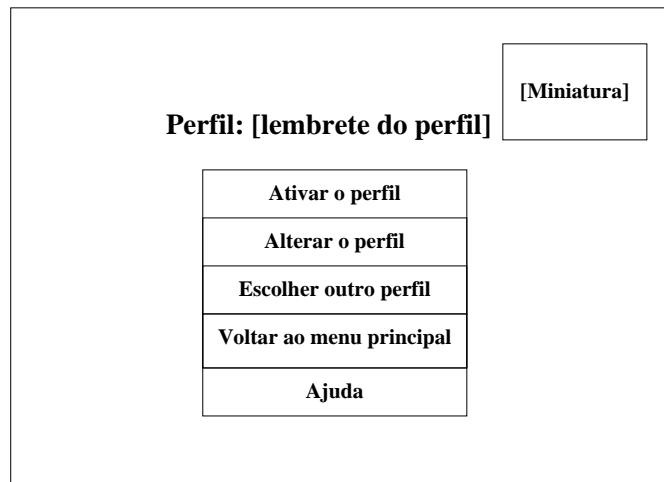 [Miniatura]
Perfil: [lembrete do perfil]
Ativar o perfil
Alterar o perfil
Escolher outro perfil
Voltar ao menu principal
Ajuda